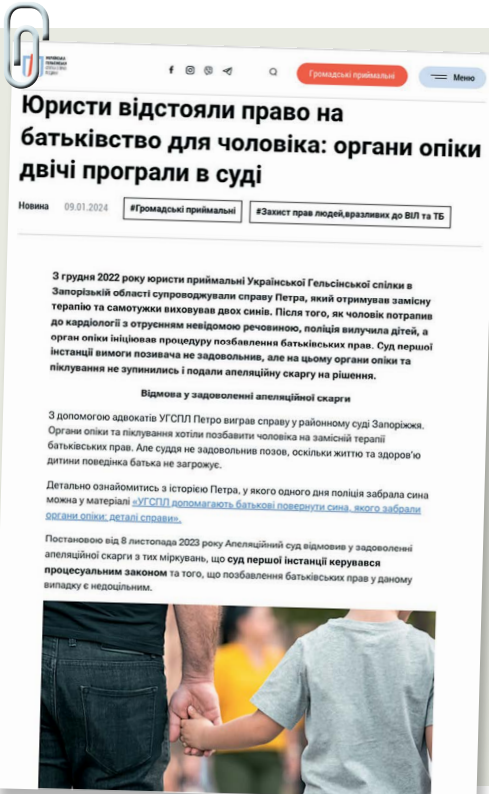 УКРАЇНСЬКА
ГЕЛЬСІНСЬКА
СПІЛКА З ПРАВ
ЛЮДИНИ
Громадські приймальні
Меню
Юристи відстояли право на
батьківство для чоловіка: органи опіки
двічі програли в суді
Новина 09.01.2024 #Громадські приймальні #Захист прав людей,вразливих до ВІЛ та ТБ
З грудня 2022 року юристи приймальні Української Гельсінської спілки в
Запорізькій області супроводжували справу Петра, який отримував замісну
терапію та самотужки виховував двох синів. Після того, як чоловік потрапив
до кардіології з отруєнням невідомою речовиною, поліція вилучила дітей, а
орган опіки ініціював процедуру позбавлення батьківських прав. Суд першої
інстанції вимоги позивача не задовольнив, але на цьому органи опіки та
піклування не зупинились і подали апеляційну скаргу на рішення.
Відмова у задоволенні апеляційної скарги
З допомогою адвокатів УГСПЛ Петро виграв справу у районному суді Запоріжжя.
Органи опіки та піклування хотіли позбавити чоловіка на замісній терапії
батьківських прав. Але суддя не задовольнив позов, оскільки життю та здоров'ю
дитини поведінка батька не загрожує.
Детально ознайомитись з історією Петра, у якого одного дня поліція забрала сина
можна у матеріалі «УГСПЛ допомагають батькові повернути сина, якого забрали
органи опіки: деталі справи».
Постановою від 8 листопада 2023 року Апеляційний суд відмовив у задоволенні
апеляційної скарги з тих міркувань, що суд першої інстанції керувався
процесуальним законом та того, що позбавлення батьківських прав у даному
випадку є недоцільним.